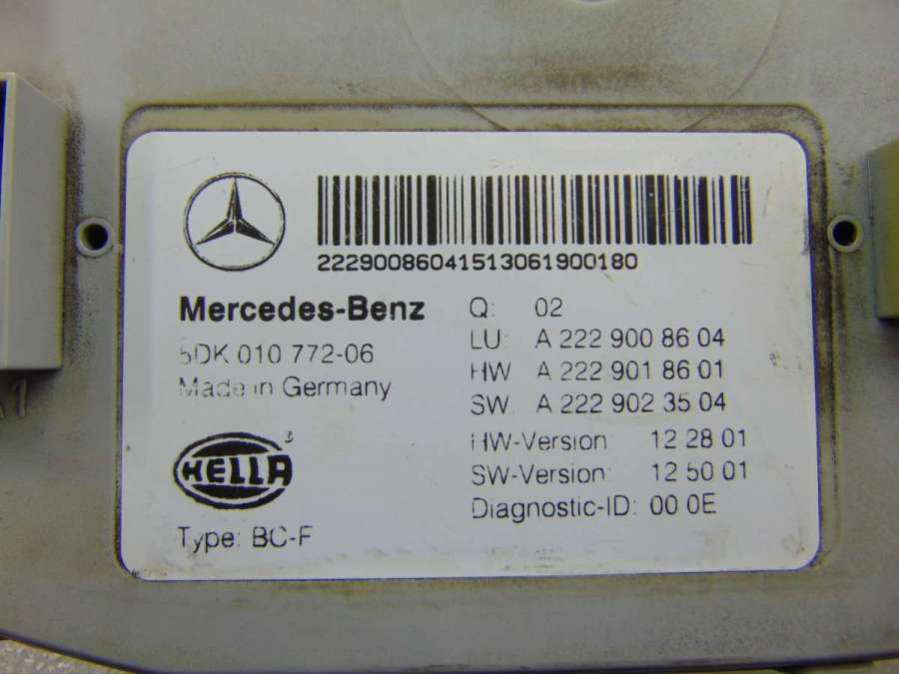 22290086041513061900180
Mercedes-Benz
5DK 010 772-06
Made in Germany
HELLA
Type: BC-F
Q: 02
LU: A 222 900 86 04
HW A 222 901 86 01
SW. A 222 902 35 04
HW-Version 12 28 01
SW-Version: 12 50 01
Diagnostic-ID: 00 0E
A1